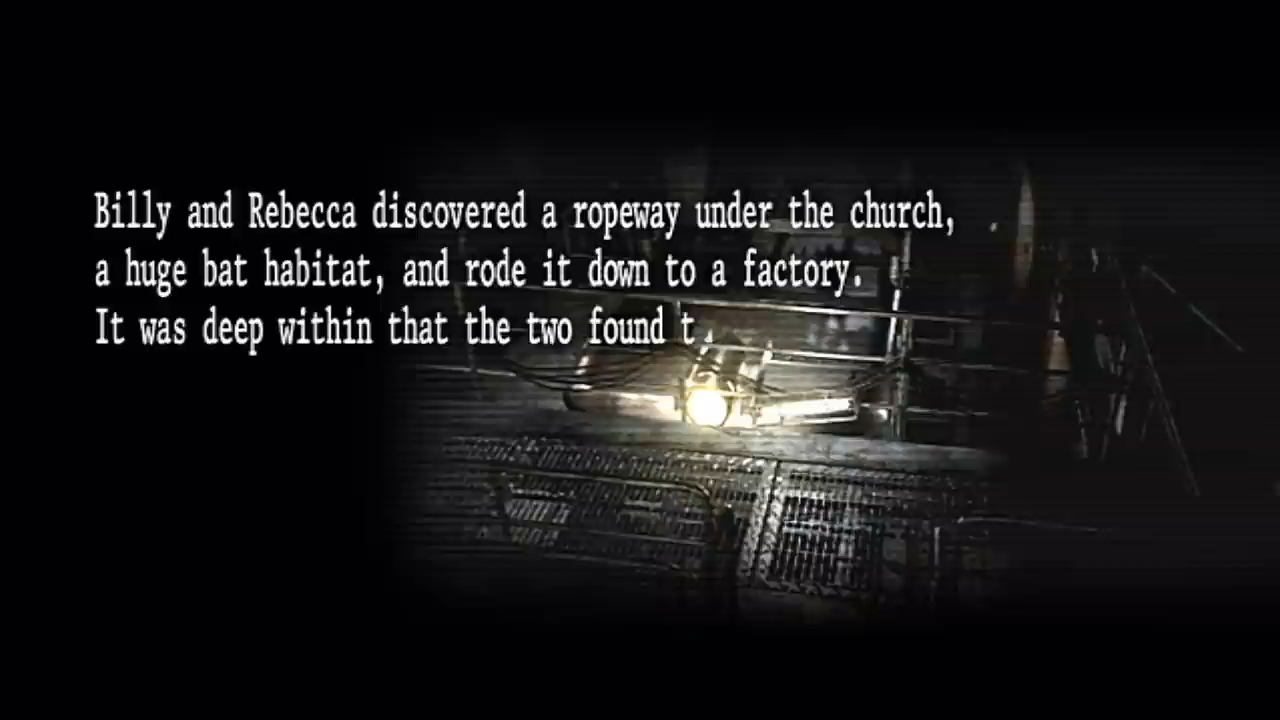 Billy and Rebecca discovered a ropeway under the church,
a huge bat habitat, and rode it down to a factory.
It was deep within that the two found t